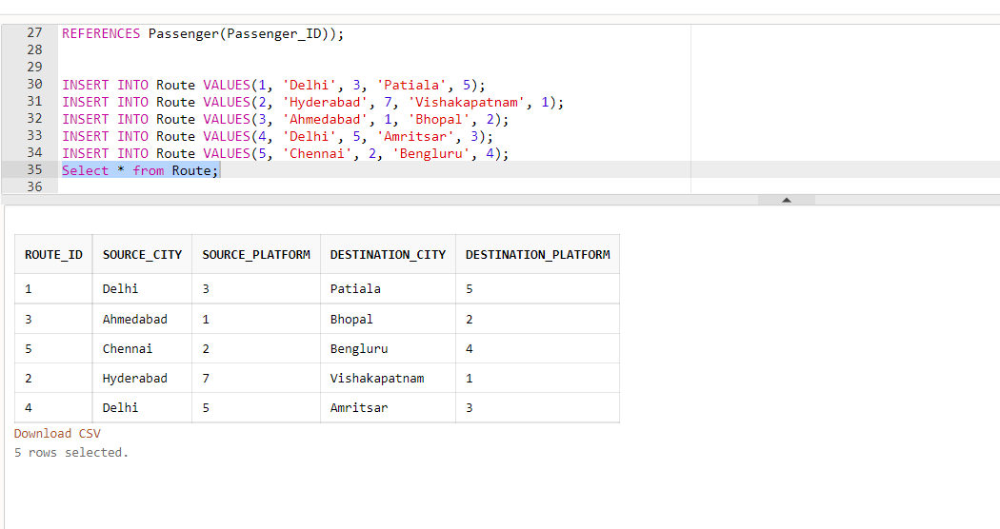 27 REFERENCES Passenger(Passenger_ID));
28
29
30 INSERT INTO Route VALUES(1, 'Delhi', 3, 'Patiala', 5);
31 INSERT INTO Route VALUES(2, 'Hyderabad', 7, 'Vishakapatnam', 1);
32 INSERT INTO Route VALUES(3, 'Ahmedabad', 1, 'Bhopal', 2);
33 INSERT INTO Route VALUES(4, 'Delhi', 5, 'Amritsar', 3);
34 INSERT INTO Route VALUES(5, 'Chennai', 2, 'Bengluru', 4);
35 Select * from Route;
36
ROUTE_ID SOURCE_CITY SOURCE_PLATFORM DESTINATION_CITY DESTINATION_PLATFORM
1 Delhi 3 Patiala 5
3 Ahmedabad 1 Bhopal 2
5 Chennai 2 Bengluru 4
2 Hyderabad 7 Vishakapatnam 1
4 Delhi 5 Amritsar 3
Download CSV
5 rows selected.